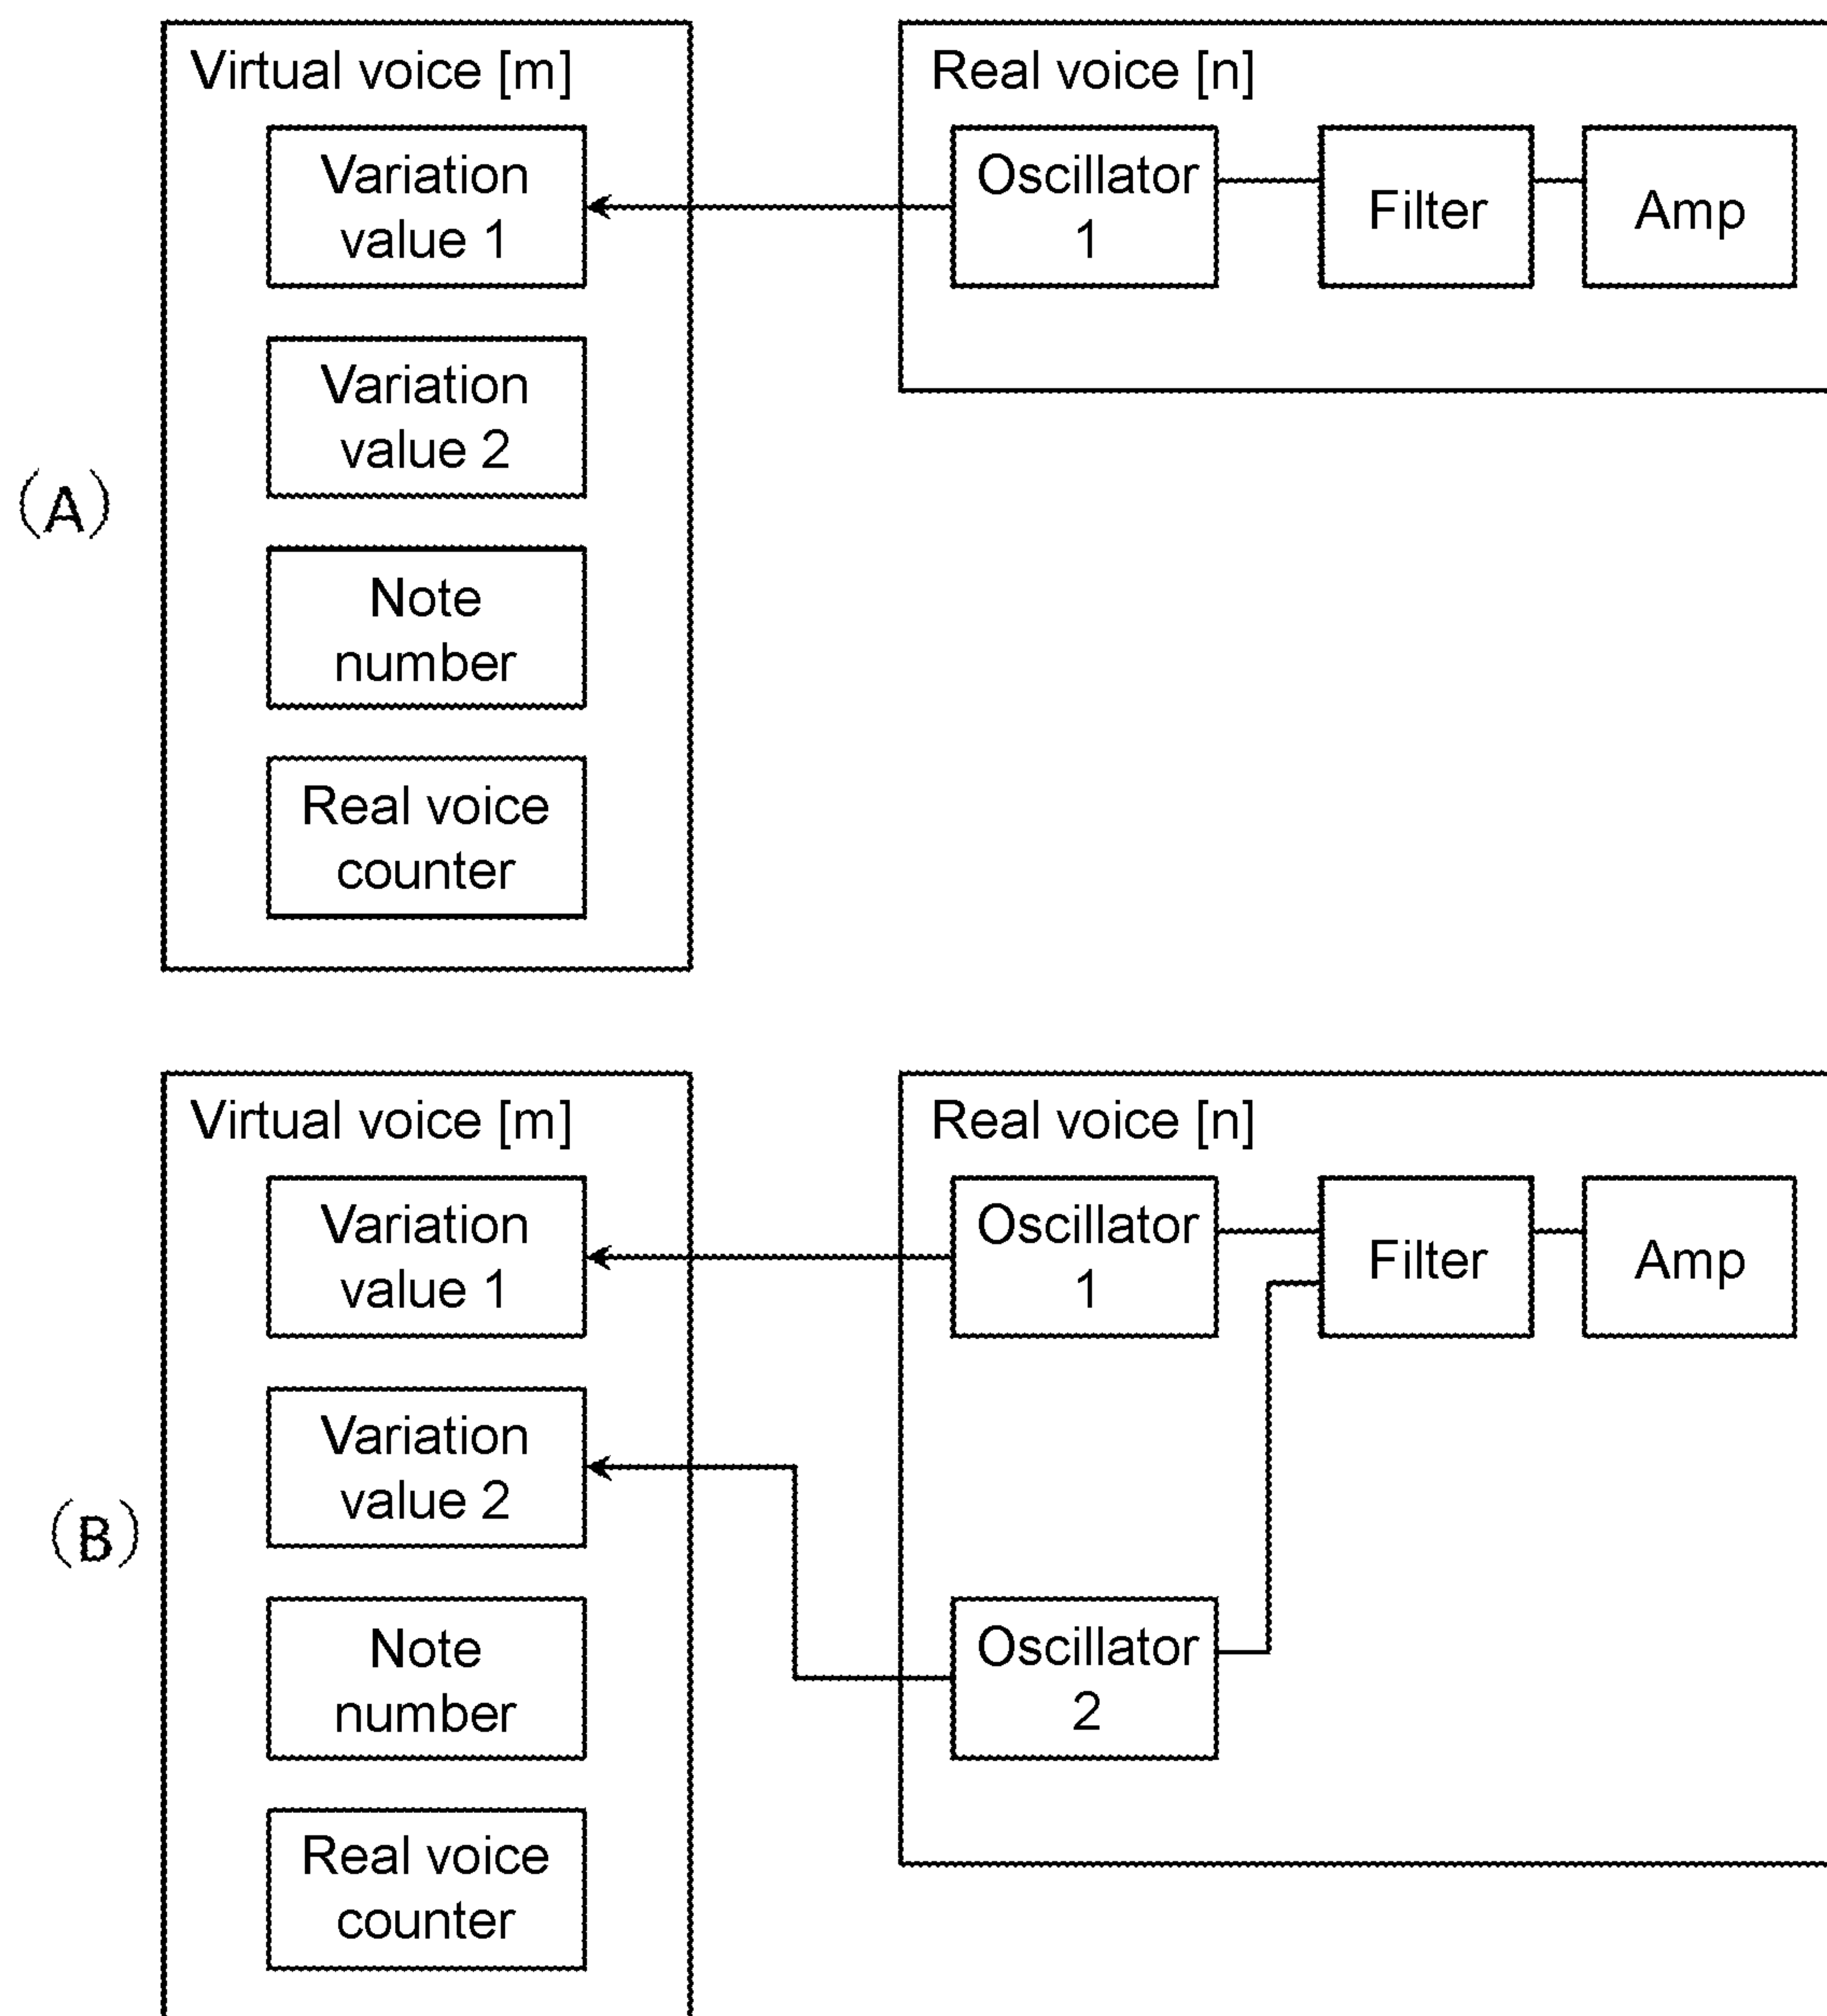 Virtual voice [m]
Variation
value 1
Variation
value 2
Note
number
Real voice
counter
Real voice [n]
Oscillator
1
Filter
Amp
(A)
Virtual voice [m]
Variation
value 1
Variation
value 2
Note
number
Real voice
counter
Real voice [n]
Oscillator
1
Filter
Amp
Oscillator
2
(B)